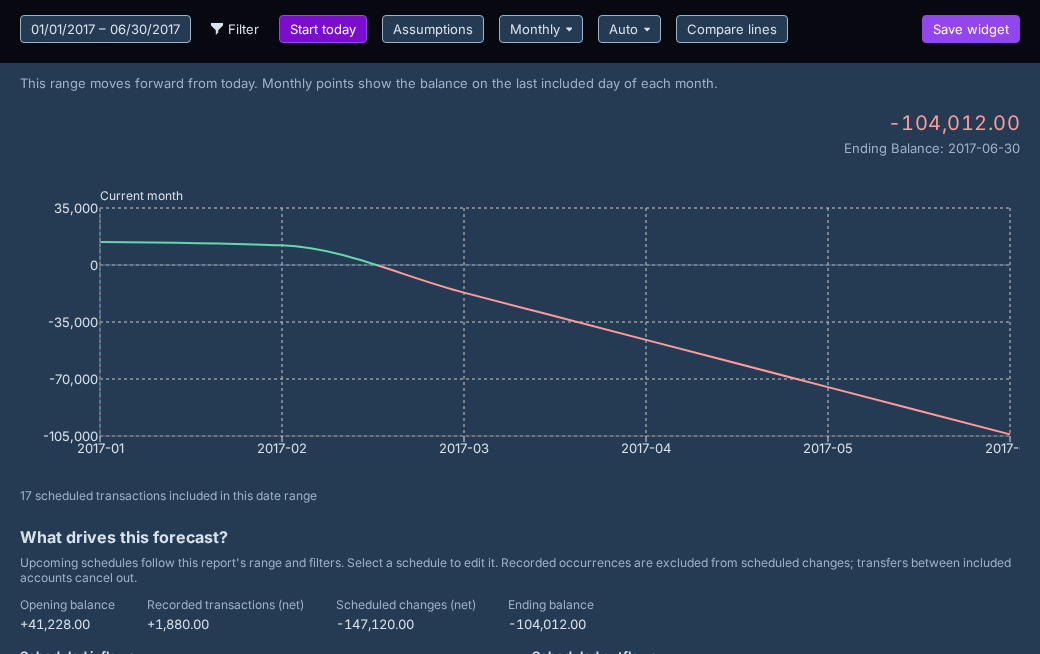 01/01/2017 – 06/30/2017 Filter Start today Assumptions Monthly Auto Compare lines Save widget
This range moves forward from today. Monthly points show the balance on the last included day of each month.
-104,012.00
Ending Balance: 2017-06-30
Current month
35,000
0
-35,000
-70,000
-105,000
2017-01 2017-02 2017-03 2017-04 2017-05 2017-
17 scheduled transactions included in this date range
What drives this forecast?
Upcoming schedules follow this report's range and filters. Select a schedule to edit it. Recorded occurrences are excluded from scheduled changes; transfers between included
accounts cancel out.
Opening balance Recorded transactions (net) Scheduled changes (net) Ending balance
+41,228.00 +1,880.00 -147,120.00 -104,012.00